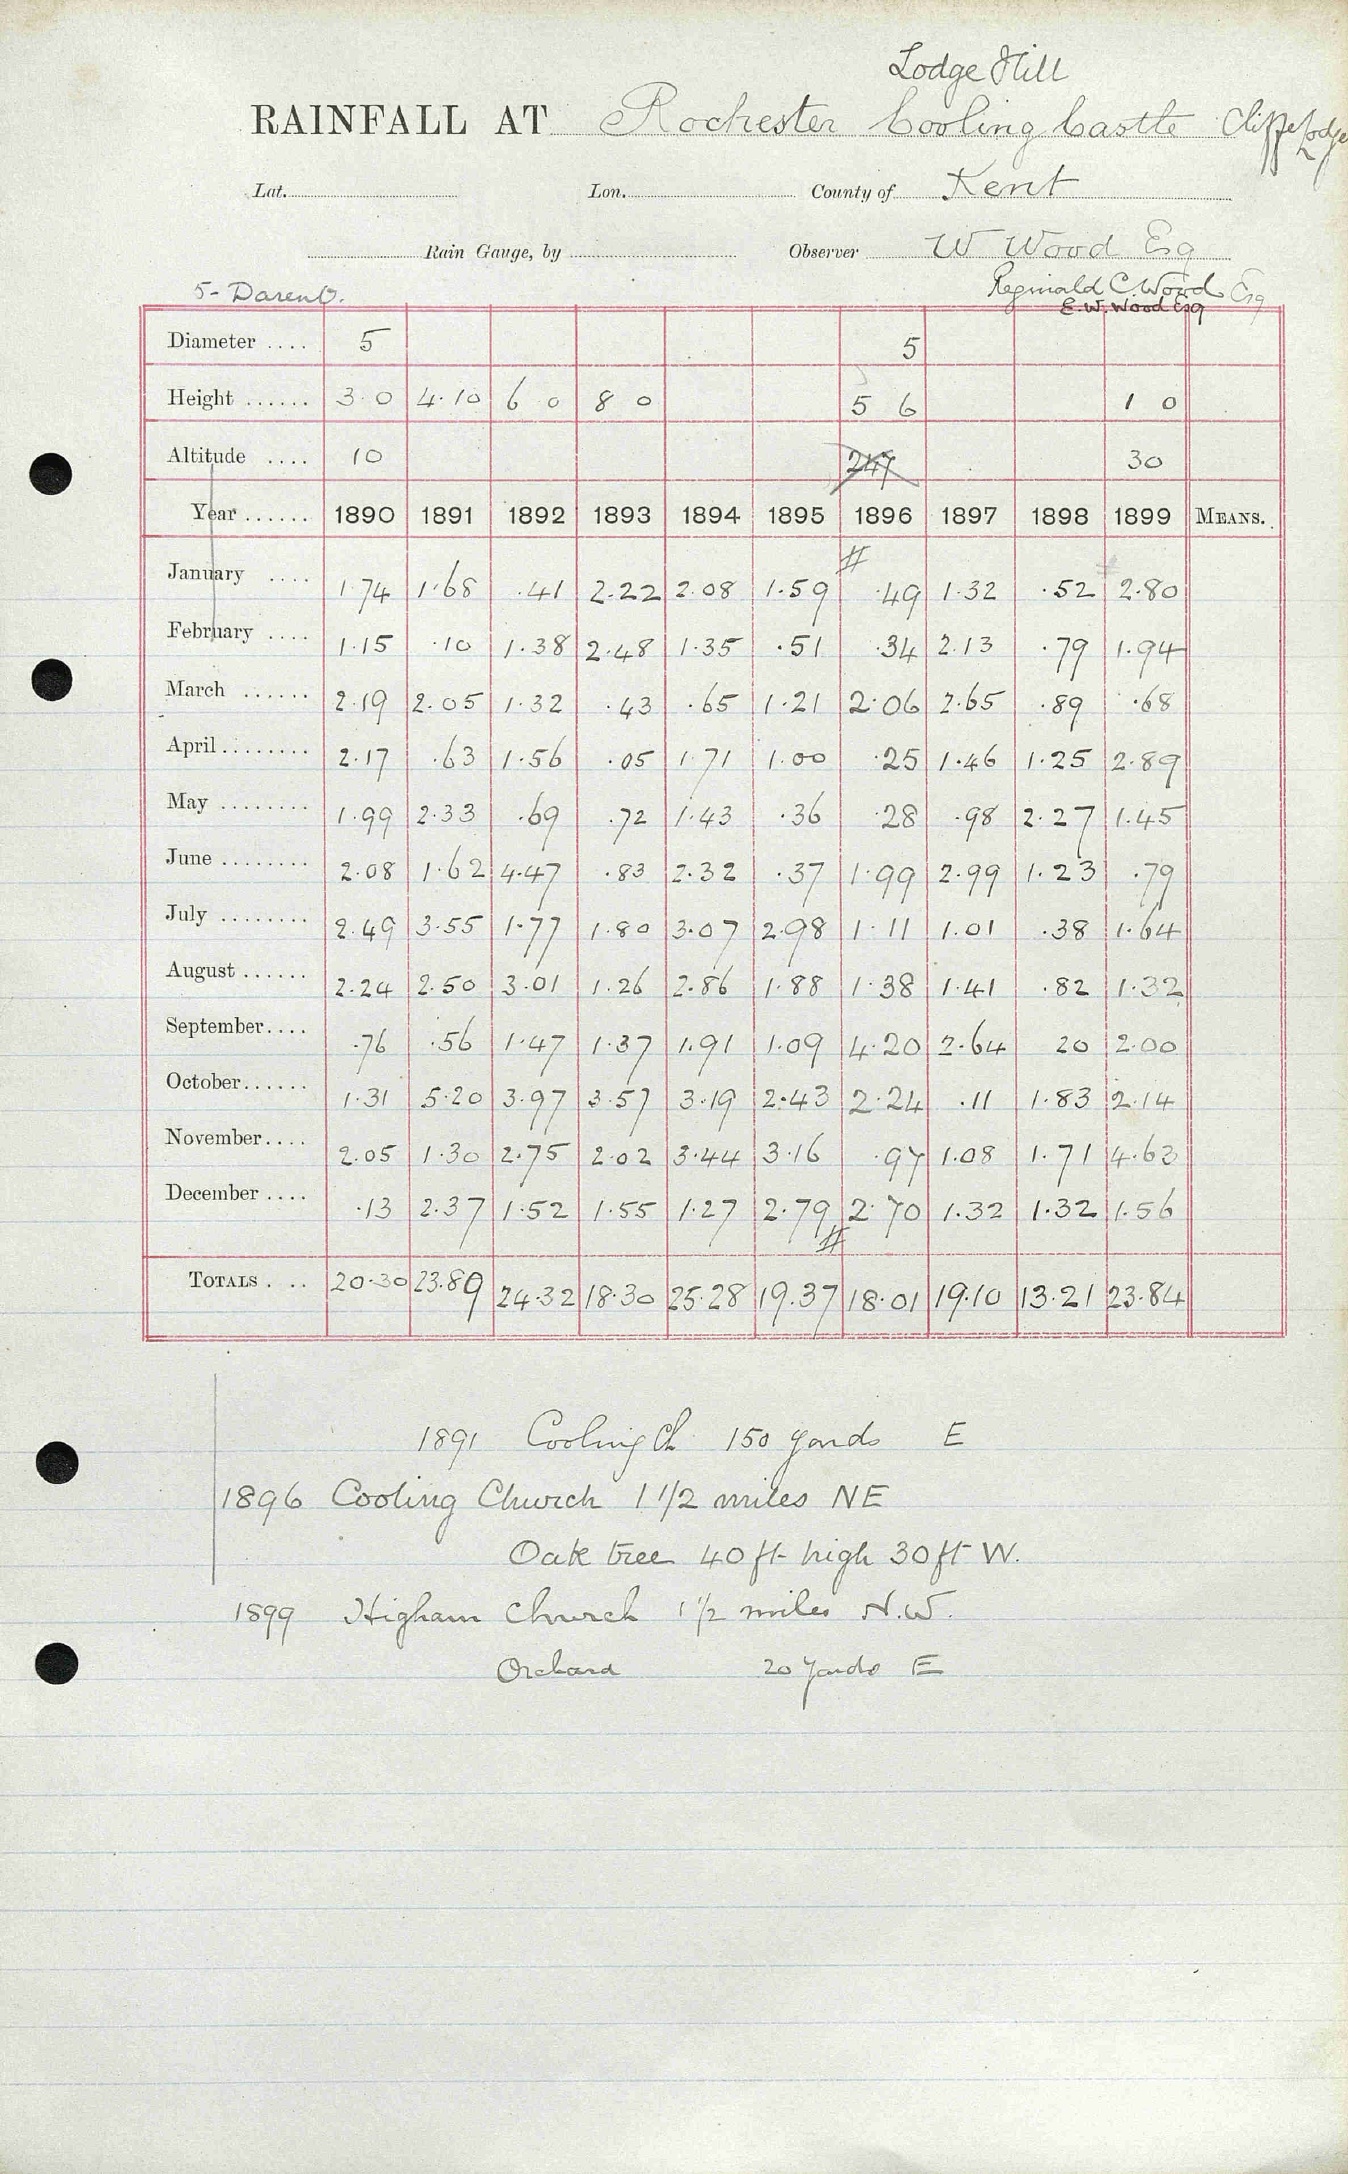 Lodge Hill
RAINFALL AT Rochester Cooling Castle Cliffe Lodge
Lat. Lon. County of Kent
Rain Gauge, by Observer W Wood Esq
5- Darent. Reginald C. Wood Esq
E. W. Wood Esq
Diameter .... 5 5
Height ...... 3 0 4·10 6 0 8 0 5 6 1 0
Altitude .... 10 247 30
Year ...... 1890 1891 1892 1893 1894 1895 1896 1897 1898 1899 MEANS.
January .... 1·74 1·68 ·41 2·22 2·08 1·59 # ·49 1·32 ·52 2·80
February .... 1·15 ·10 1·38 2·48 1·35 ·51 ·34 2·13 ·79 1·94
March ...... 2·19 2·05 1·32 ·43 ·65 1·21 2·06 2·65 ·89 ·68
April ........ 2·17 ·63 1·56 ·05 1·71 1·00 ·25 1·46 1·25 2·89
May ........ 1·99 2·33 ·69 ·72 1·43 ·36 ·28 ·98 2·27 1·45
June ........ 2·08 1·62 4·47 ·83 2·32 ·37 1·99 2·99 1·23 ·79
July ........ 2·49 3·55 1·77 1·80 3·07 2·98 1·11 1·01 ·38 1·64
August ...... 2·24 2·50 3·01 1·26 2·86 1·88 1·38 1·41 ·82 1·32
September.... ·76 ·56 1·47 1·37 1·91 1·09 4·20 2·64 20 2·00
October...... 1·31 5·20 3·97 3·57 3·19 2·43 2·24 ·11 1·83 2·14
November.... 2·05 1·30 2·75 2·02 3·44 3·16 ·97 1·08 1·71 4·63
December .... ·13 2·37 1·52 1·55 1·27 2·79 # 2·70 1·32 1·32 1·56
TOTALS . ... 20·30 23·89 24·32 18·30 25·28 19·37 18·01 19·10 13·21 23·84
1891 Cooling Ch 150 yards E
1896 Cooling Church 1 1/2 miles NE
Oak tree 40 ft high 30 ft W.
1899 Higham Church 1 1/2 miles N.W.
Orchard 20 yards E